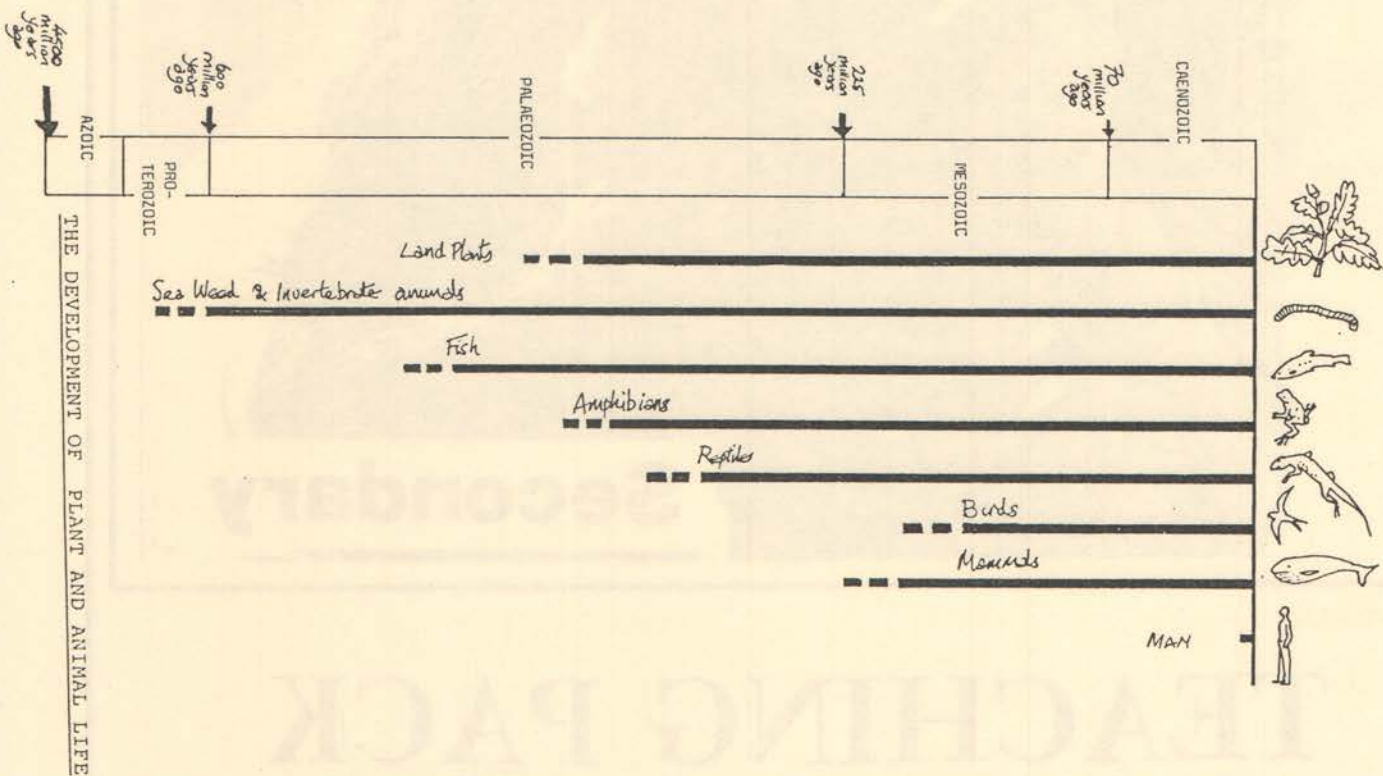 THE DEVELOPMENT OF PLANT AND ANIMAL LIFE
4500
million
years
ago
600
million
years
ago
225
million
years
ago
70
million
years
ago
AZOIC
PRO-
TEROZOIC
PALAEOZOIC
MESOZOIC
CAENOZOIC
Land Plants
Sea Weed & Invertebrate animals
Fish
Amphibians
Reptiles
Birds
Mammals
MAN
Secondary
TEACHING PACK